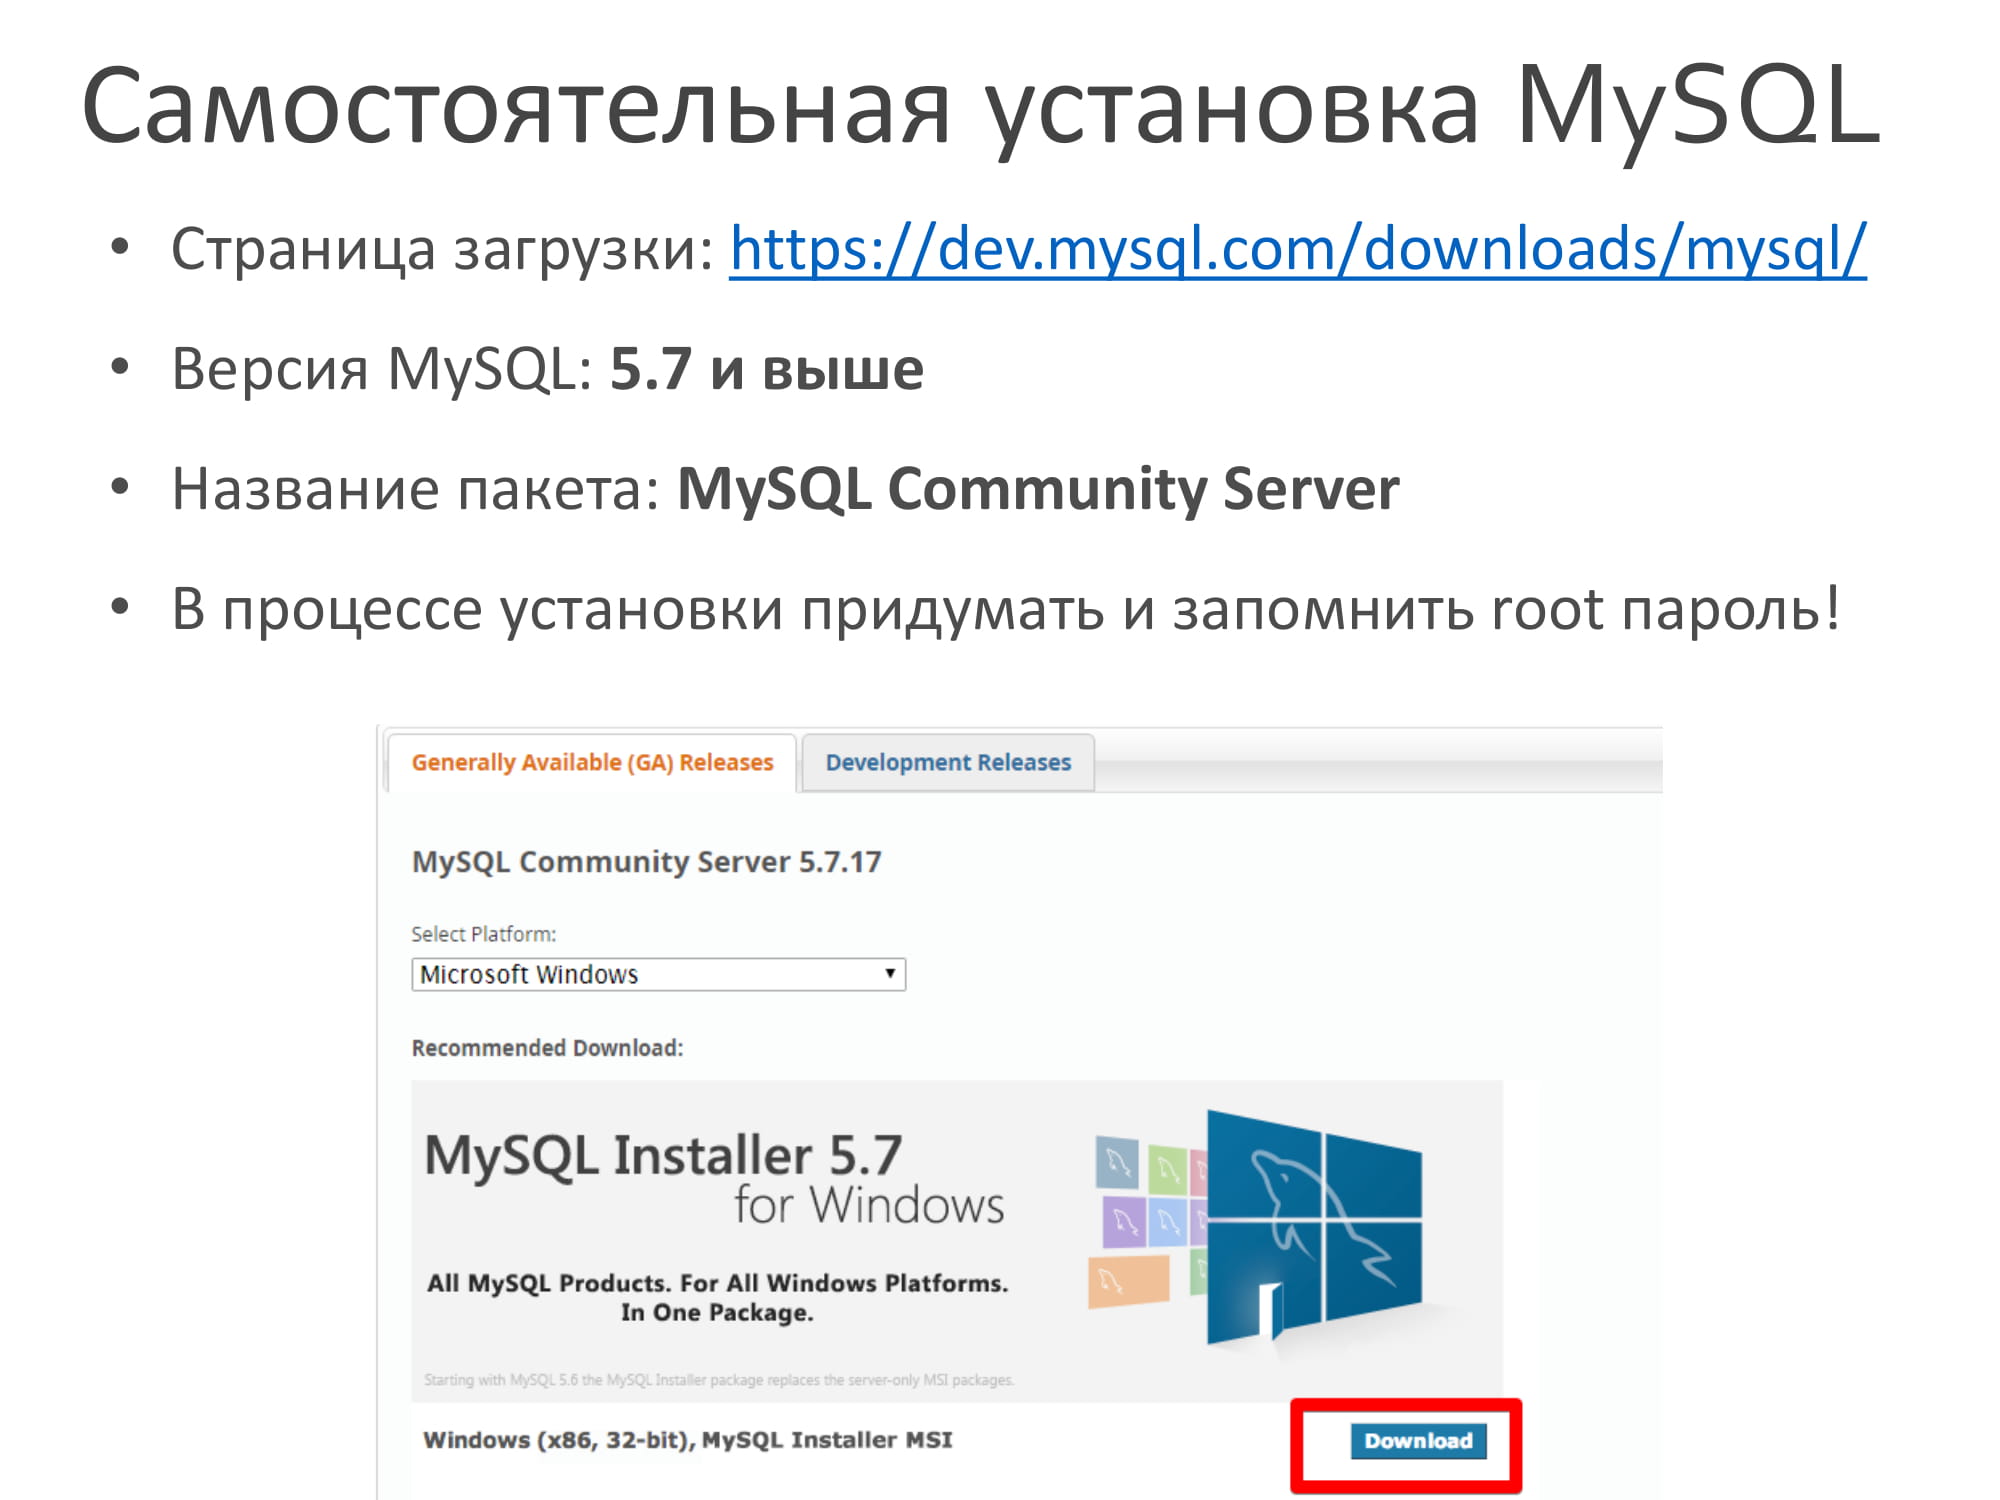 Самостоятельная установка MySQL
• Страница загрузки: https://dev.mysql.com/downloads/mysql/
• Версия MySQL: 5.7 и выше
• Название пакета: MySQL Community Server
• В процессе установки придумать и запомнить root пароль!
Generally Available (GA) Releases
Development Releases
MySQL Community Server 5.7.17
Select Platform:
Microsoft Windows
Recommended Download:
MySQL Installer 5.7
for Windows
All MySQL Products. For All Windows Platforms.
In One Package.
Starting with MySQL 5.6 the MySQL Installer package replaces the server-only MSI packages.
Windows (x86, 32-bit), MySQL Installer MSI
Download